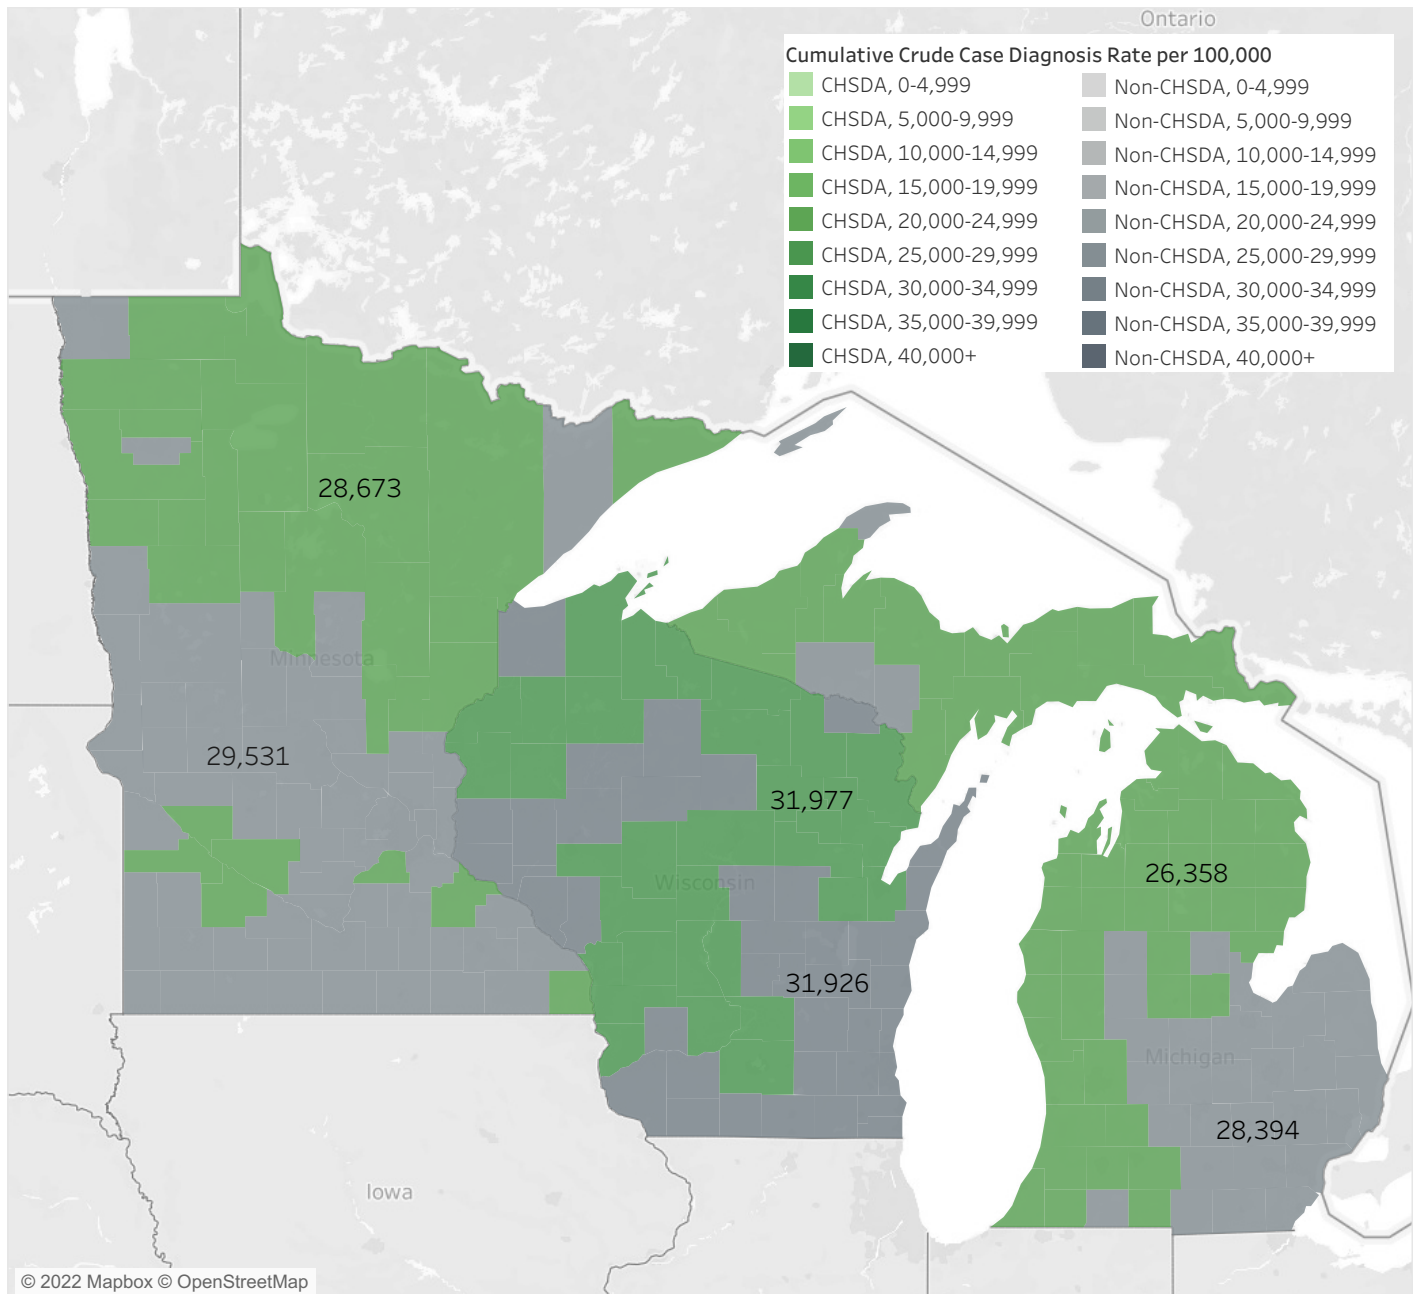 Ontario
Cumulative Crude Case Diagnosis Rate per 100,000
CHSDA, 0-4,999
CHSDA, 5,000-9,999
CHSDA, 10,000-14,999
CHSDA, 15,000-19,999
CHSDA, 20,000-24,999
CHSDA, 25,000-29,999
CHSDA, 30,000-34,999
CHSDA, 35,000-39,999
CHSDA, 40,000+
Non-CHSDA, 0-4,999
Non-CHSDA, 5,000-9,999
Non-CHSDA, 10,000-14,999
Non-CHSDA, 15,000-19,999
Non-CHSDA, 20,000-24,999
Non-CHSDA, 25,000-29,999
Non-CHSDA, 30,000-34,999
Non-CHSDA, 35,000-39,999
Non-CHSDA, 40,000+
28,673
Minnesota
29,531
31,977
26,358
Wisconsin
31,926
Michigan
28,394
Iowa
© 2022 Mapbox © OpenStreetMap